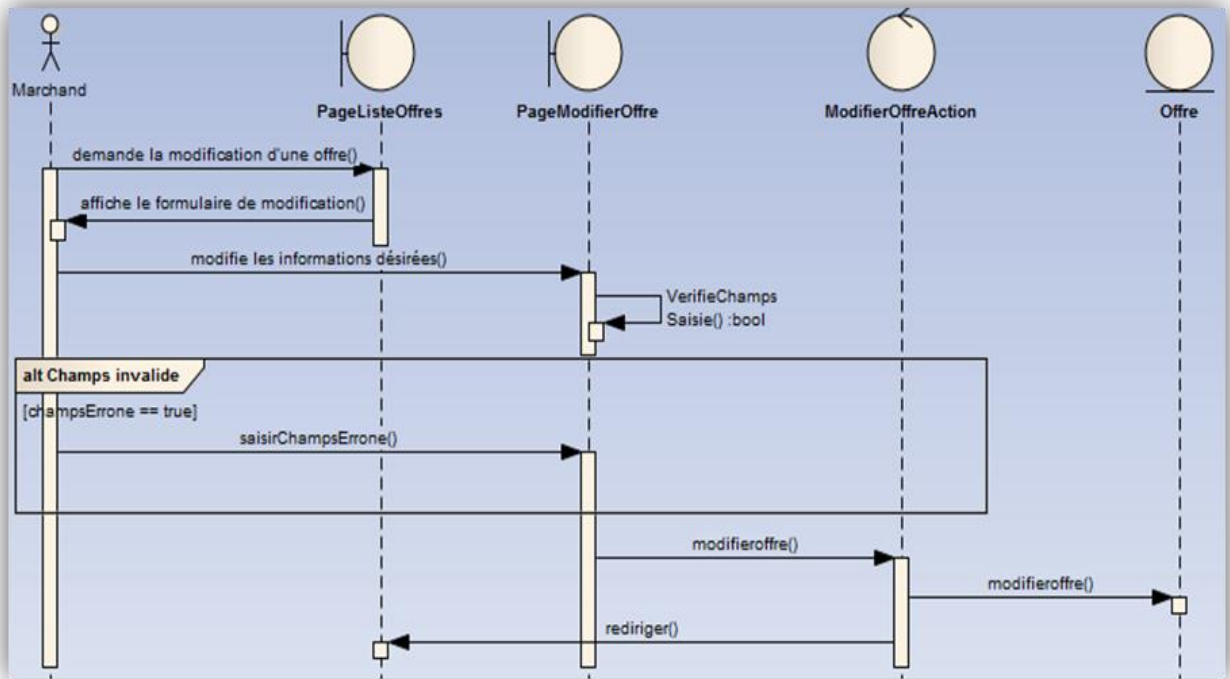 Marchand
PageListeOffres
PageModifierOffre
ModifierOffreAction
Offre
demande la modification d'une offre()
affiche le formulaire de modification()
modifie les informations désirées()
VerifieChamps
Saisie() :bool
alt Champs invalide
[champsErrone == true]
saisirChampsErrone()
modifieroffre()
modifieroffre()
rediriger()